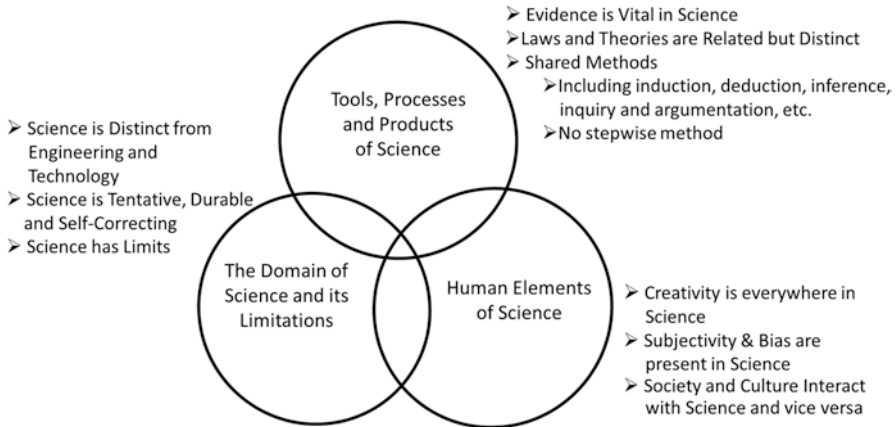 ➢ Evidence is Vital in Science
➢ Laws and Theories are Related but Distinct
➢ Shared Methods
➢ Including induction, deduction, inference,
inquiry and argumentation, etc.
➢ No stepwise method
Tools, Processes
and Products
of Science
➢ Science is Distinct from
Engineering and
Technology
➢ Science is Tentative, Durable
and Self-Correcting
➢ Science has Limits
The Domain of
Science and its
Limitations
Human Elements
of Science
➢ Creativity is everywhere in
Science
➢ Subjectivity & Bias are
present in Science
➢ Society and Culture Interact
with Science and vice versa